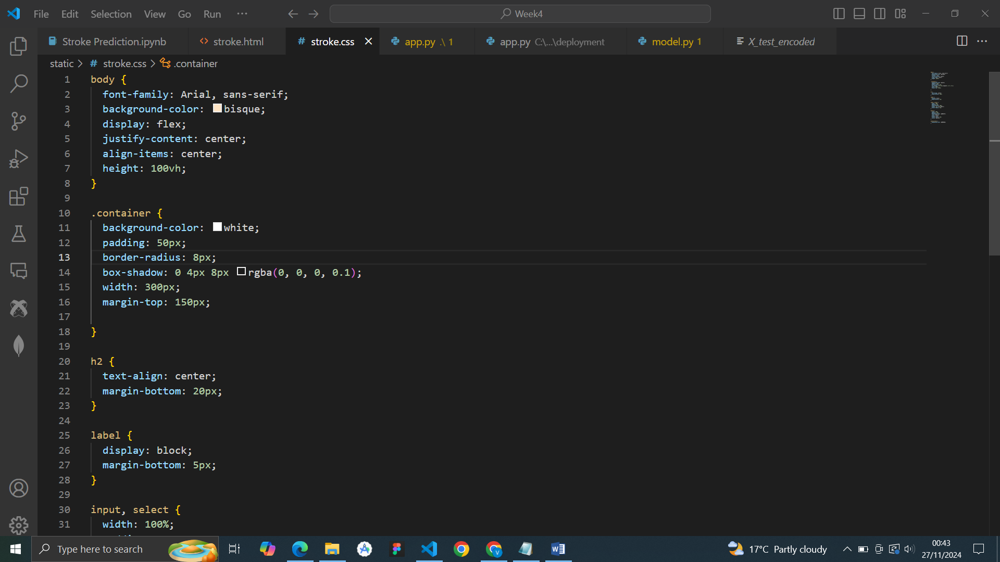 File Edit Selection View Go Run ··· Week4
Stroke Prediction.ipynb stroke.html # stroke.css app.py .\ 1 app.py C:\...\deployment model.py 1 X_test_encoded
static > # stroke.css > .container
1 body {
2 font-family: Arial, sans-serif;
3 background-color: bisque;
4 display: flex;
5 justify-content: center;
6 align-items: center;
7 height: 100vh;
8 }
9
10 .container {
11 background-color: white;
12 padding: 50px;
13 border-radius: 8px;
14 box-shadow: 0 4px 8px rgba(0, 0, 0, 0.1);
15 width: 300px;
16 margin-top: 150px;
17
18 }
19
20 h2 {
21 text-align: center;
22 margin-bottom: 20px;
23 }
24
25 label {
26 display: block;
27 margin-bottom: 5px;
28 }
29
30 input, select {
31 width: 100%;
Type here to search 17°C Partly cloudy 00:43
27/11/2024